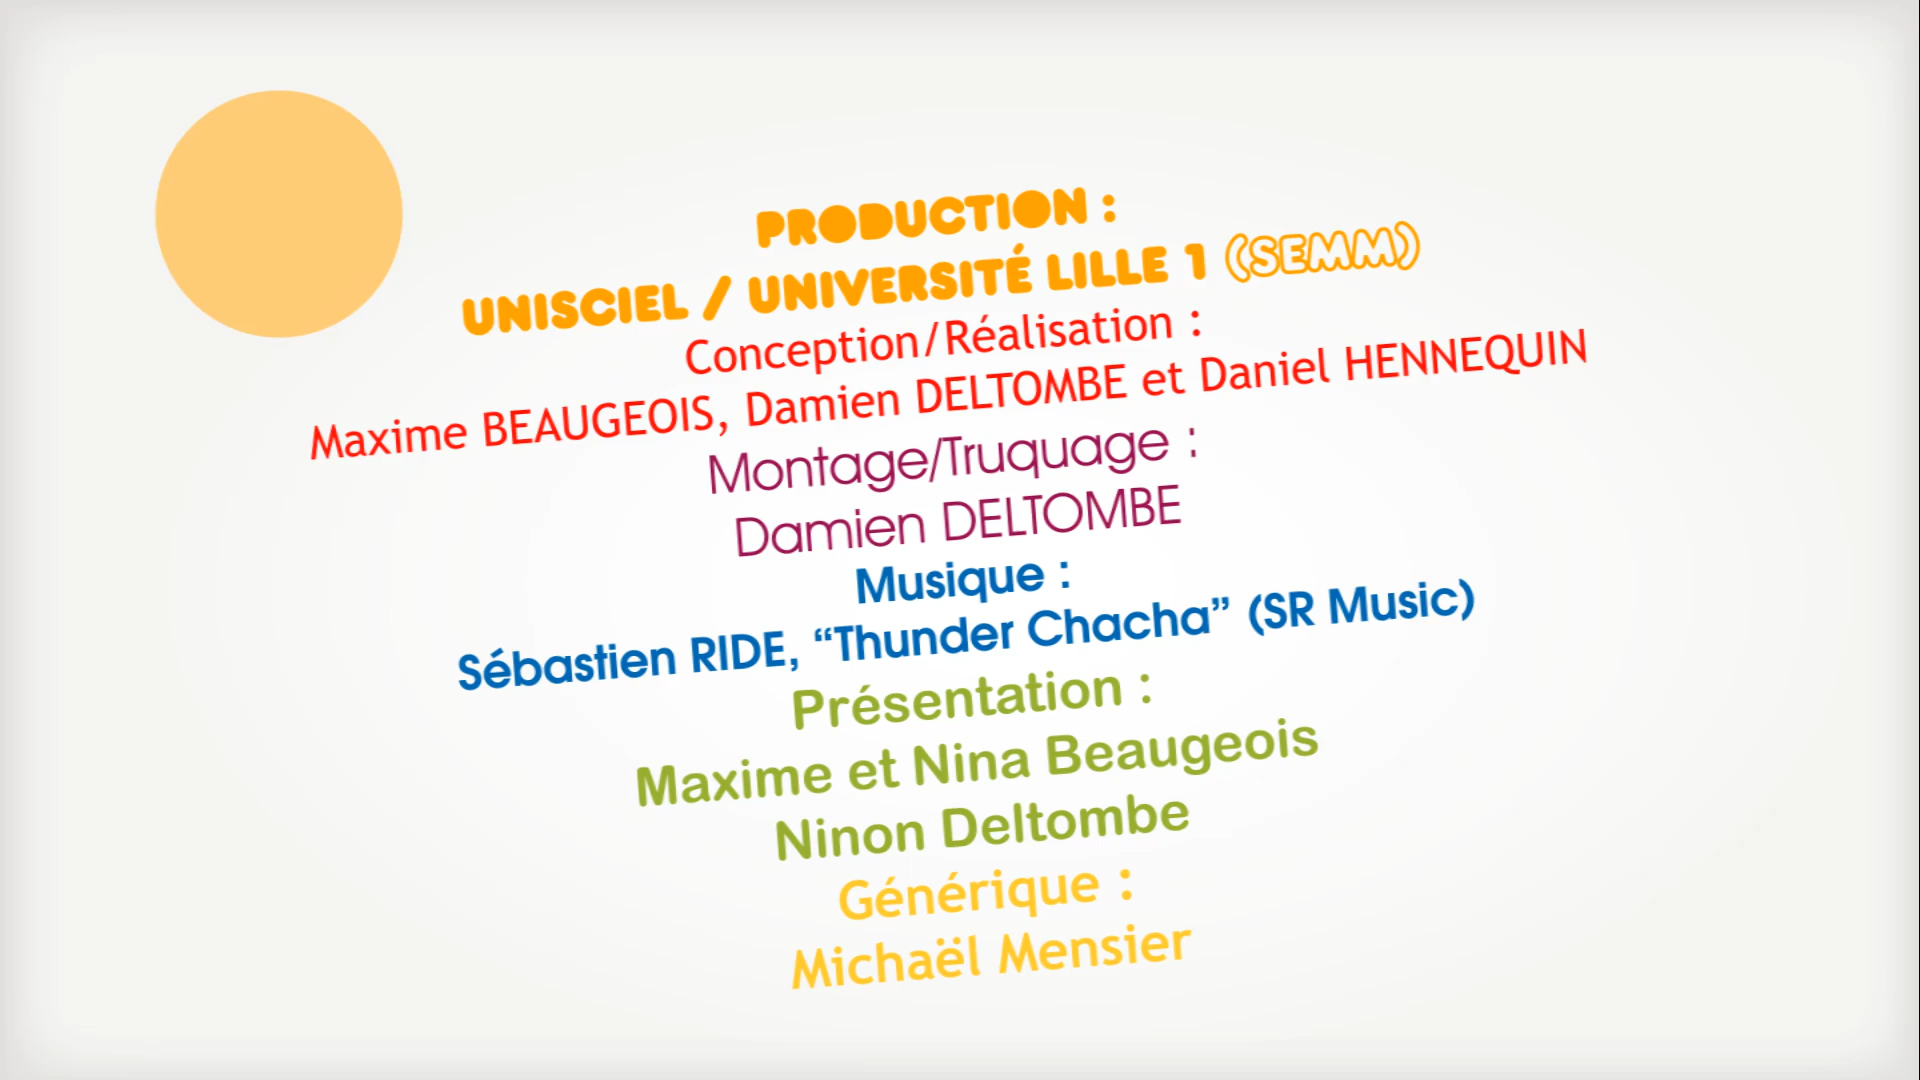 PRODUCTION :
UNISCIEL / UNIVERSITÉ LILLE 1 (SEMM)
Conception/Réalisation :
Maxime BEAUGEOIS, Damien DELTOMBE et Daniel HENNEQUIN
Montage/Truquage :
Damien DELTOMBE
Musique :
Sébastien RIDE, “Thunder Chacha” (SR Music)
Présentation :
Maxime et Nina Beaugeois
Ninon Deltombe
Générique :
Michaël Mensier